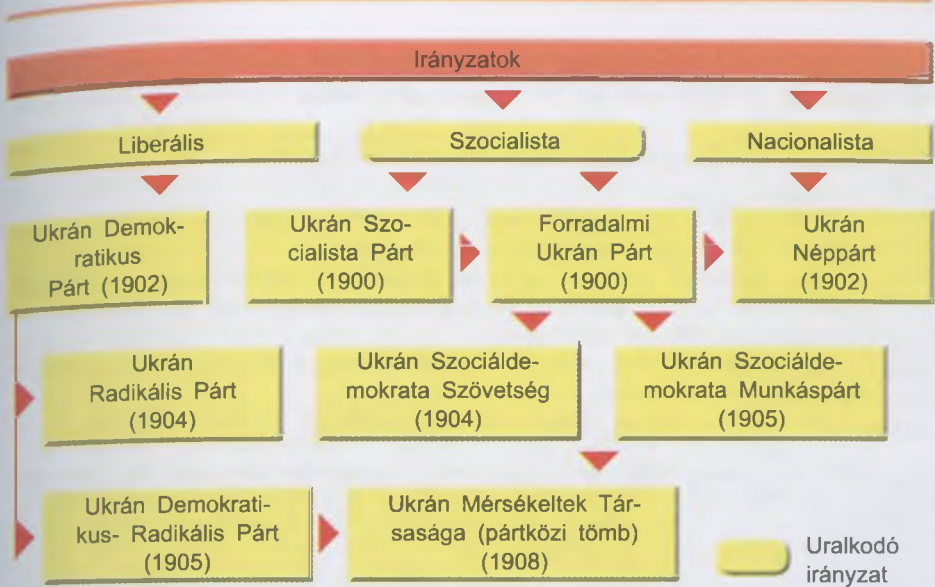 Irányzatok
Liberális
Szocialista
Nacionalista
Ukrán Demok-
ratikus
Párt (1902)
Ukrán Szo-
cialista Párt
(1900)
Forradalmi
Ukrán Párt
(1900)
Ukrán
Néppárt
(1902)
Ukrán
Radikális Párt
(1904)
Ukrán Szociálde-
mokrata Szövetség
(1904)
Ukrán Szociálde-
mokrata Munkáspárt
(1905)
Ukrán Demokrati-
kus- Radikális Párt
(1905)
Ukrán Mérsékeltek Tár-
sasága (pártközi tömb)
(1908)
Uralkodó
irányzat